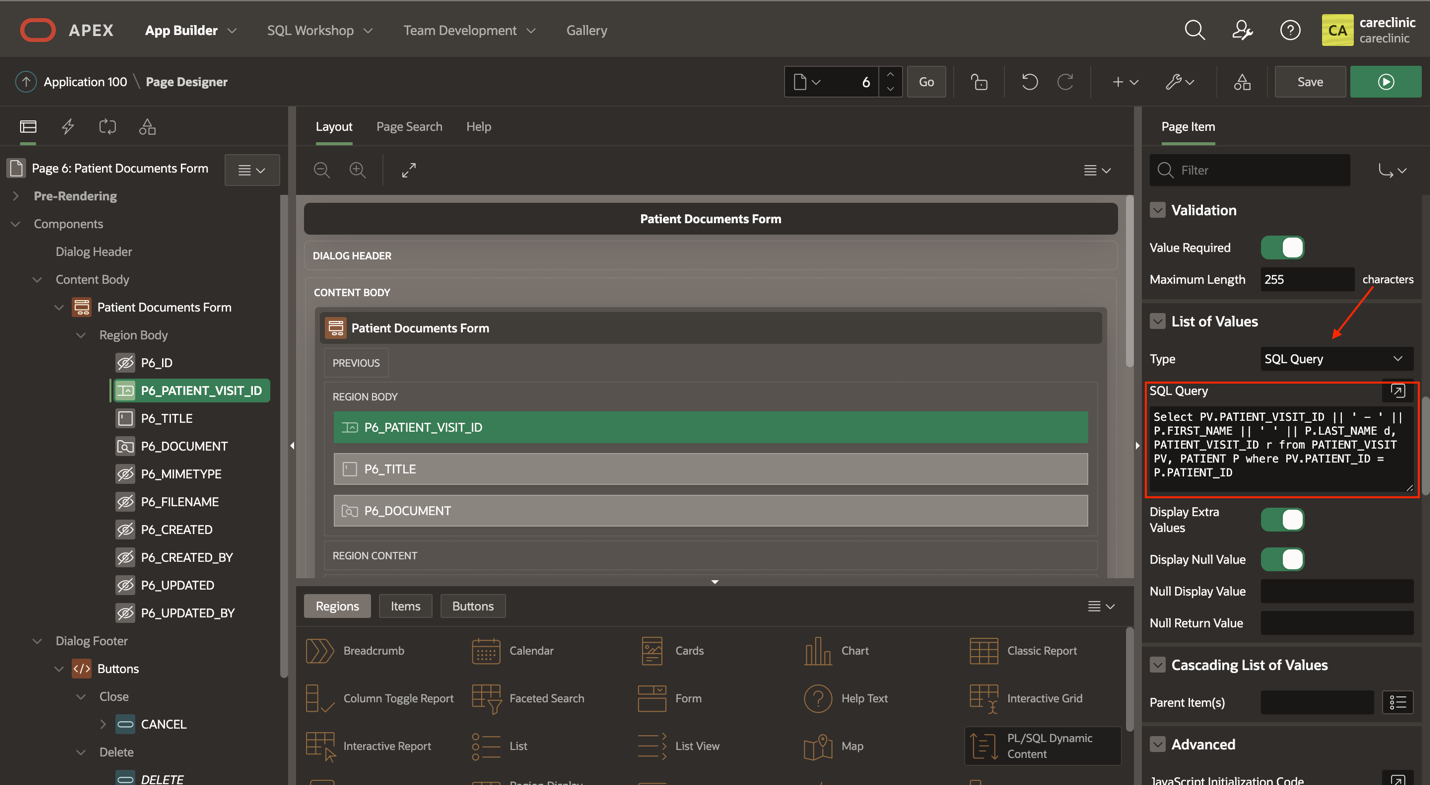 APEX
App Builder
SQL Workshop
Team Development
Gallery
CA
careclinic
careclinic
Application 100 \ Page Designer
6
Go
Save
Page 6: Patient Documents Form
Pre-Rendering
Components
Dialog Header
Content Body
Patient Documents Form
Region Body
P6_ID
P6_PATIENT_VISIT_ID
P6_TITLE
P6_DOCUMENT
P6_MIMETYPE
P6_FILENAME
P6_CREATED
P6_CREATED_BY
P6_UPDATED
P6_UPDATED_BY
Dialog Footer
Buttons
Close
CANCEL
Delete
DELETE
Layout
Page Search
Help
Patient Documents Form
DIALOG HEADER
CONTENT BODY
Patient Documents Form
PREVIOUS
REGION BODY
P6_PATIENT_VISIT_ID
P6_TITLE
P6_DOCUMENT
REGION CONTENT
Regions
Items
Buttons
Breadcrumb
Calendar
Cards
Chart
Classic Report
Column Toggle Report
Faceted Search
Form
Help Text
Interactive Grid
Interactive Report
List
List View
Map
PL/SQL Dynamic
Content
Region Display
Page Item
Filter
Validation
Value Required
Maximum Length 255 characters
List of Values
Type SQL Query
SQL Query
Select PV.PATIENT_VISIT_ID || ' - ' ||
P.FIRST_NAME || ' ' || P.LAST_NAME d,
PATIENT_VISIT_ID r from PATIENT_VISIT
PV, PATIENT P where PV.PATIENT_ID =
P.PATIENT_ID
Display Extra
Values
Display Null Value
Null Display Value
Null Return Value
Cascading List of Values
Parent Item(s)
Advanced
JavaScript Initialization Code